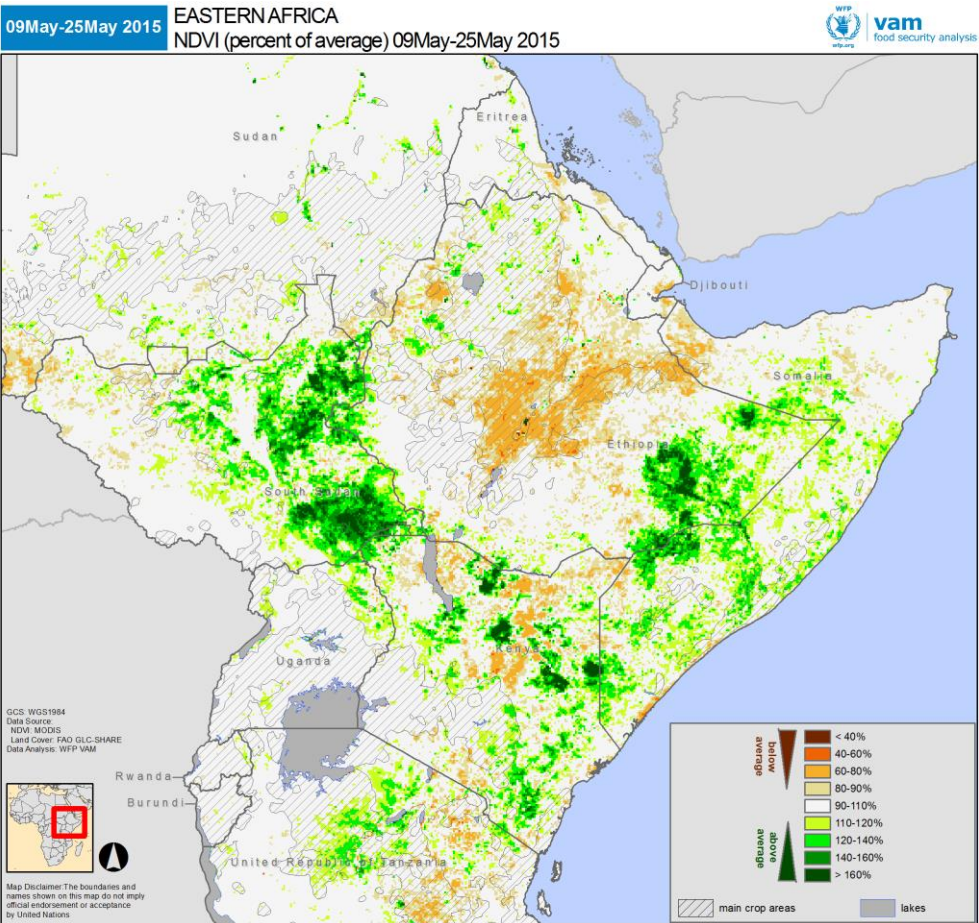 09May-25May 2015
EASTERN AFRICA
NDVI (percent of average) 09May-25May 2015
WFP
wfp.org
vam
food security analysis
Sudan
Eritrea
Djibouti
Somalia
Ethiopia
South Sudan
Kenya
Uganda
Rwanda
Burundi
United Republic of Tanzania
GCS: WGS1984
Data Source:
NDVI: MODIS
Land Cover: FAO GLC-SHARE
Data Analysis: WFP VAM
Map Disclaimer:The boundaries and
names shown on this map do not imply
official endorsement or acceptance
by United Nations
below
average
above
average
< 40%
40-60%
60-80%
80-90%
90-110%
110-120%
120-140%
140-160%
> 160%
main crop areas
lakes